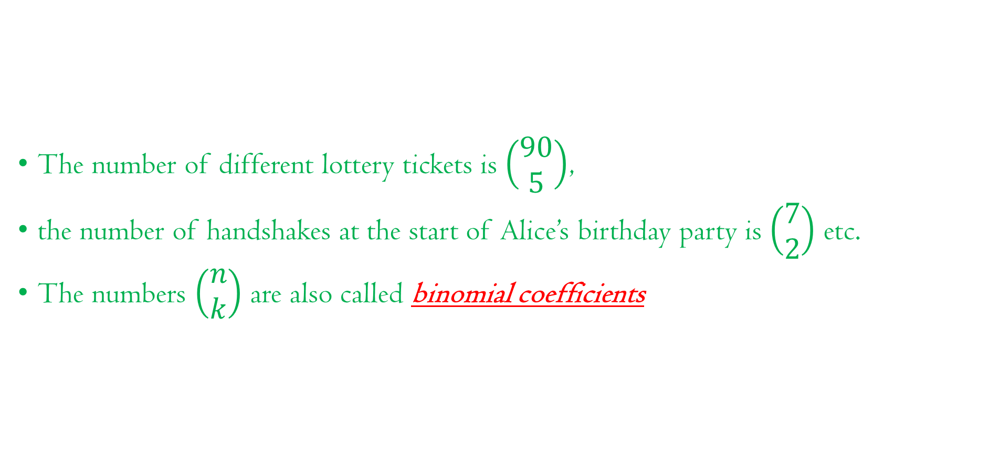 • The number of different lottery tickets is $\binom{90}{5}$,
• the number of handshakes at the start of Alice’s birthday party is $\binom{7}{2}$ etc.
• The numbers $\binom{n}{k}$ are also called binomial coefficients